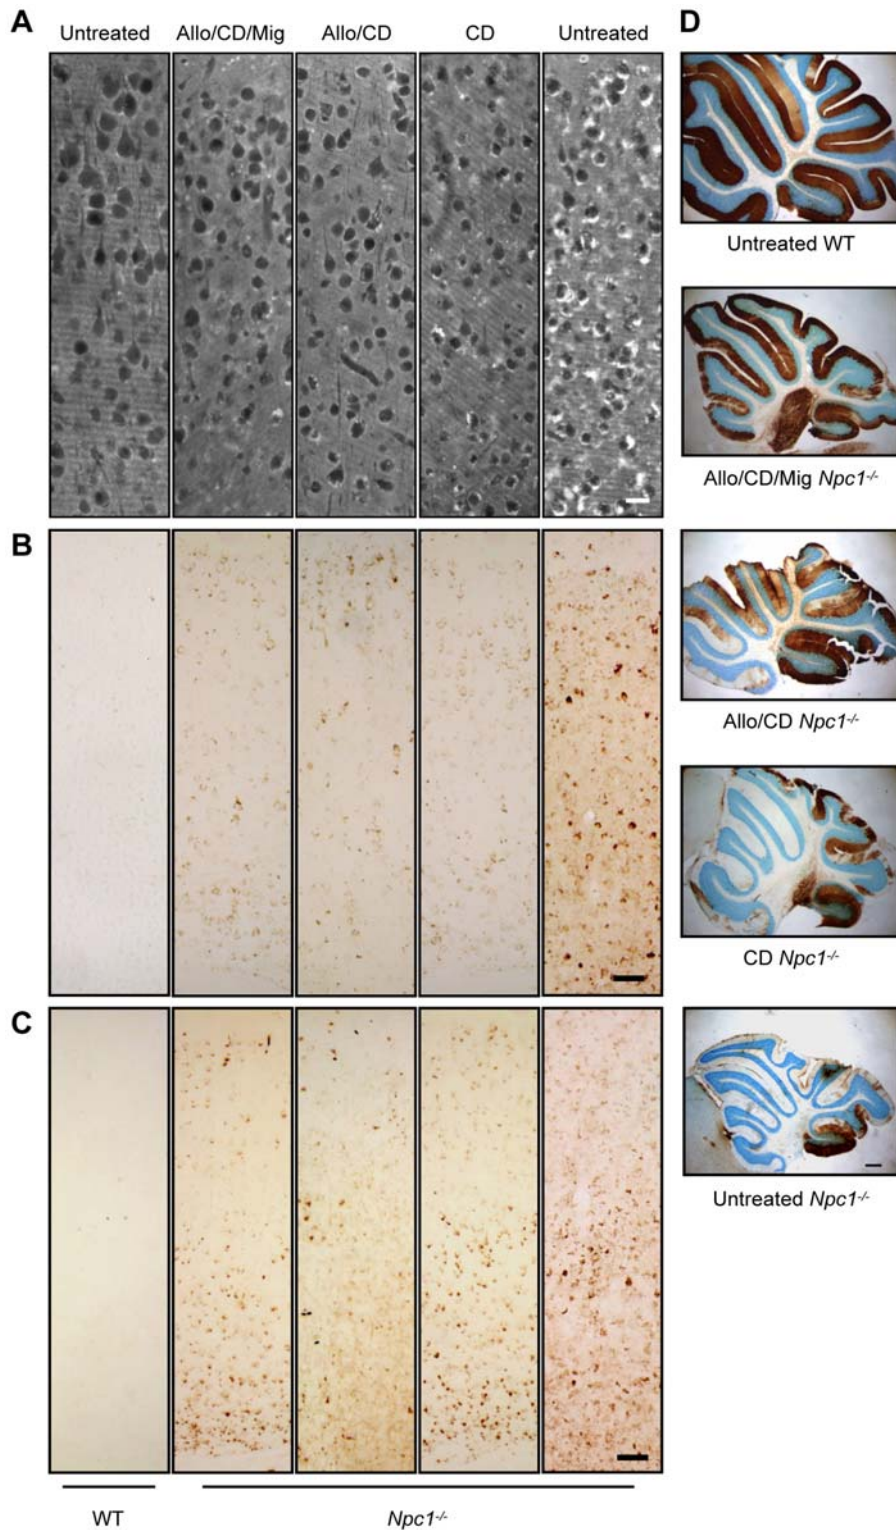 A
Untreated Allo/CD/Mig Allo/CD CD Untreated
D
Untreated WT
Allo/CD/Mig Npc1-/-
B
Allo/CD Npc1-/-
CD Npc1-/-
C
Untreated Npc1-/-
WT Npc1-/-